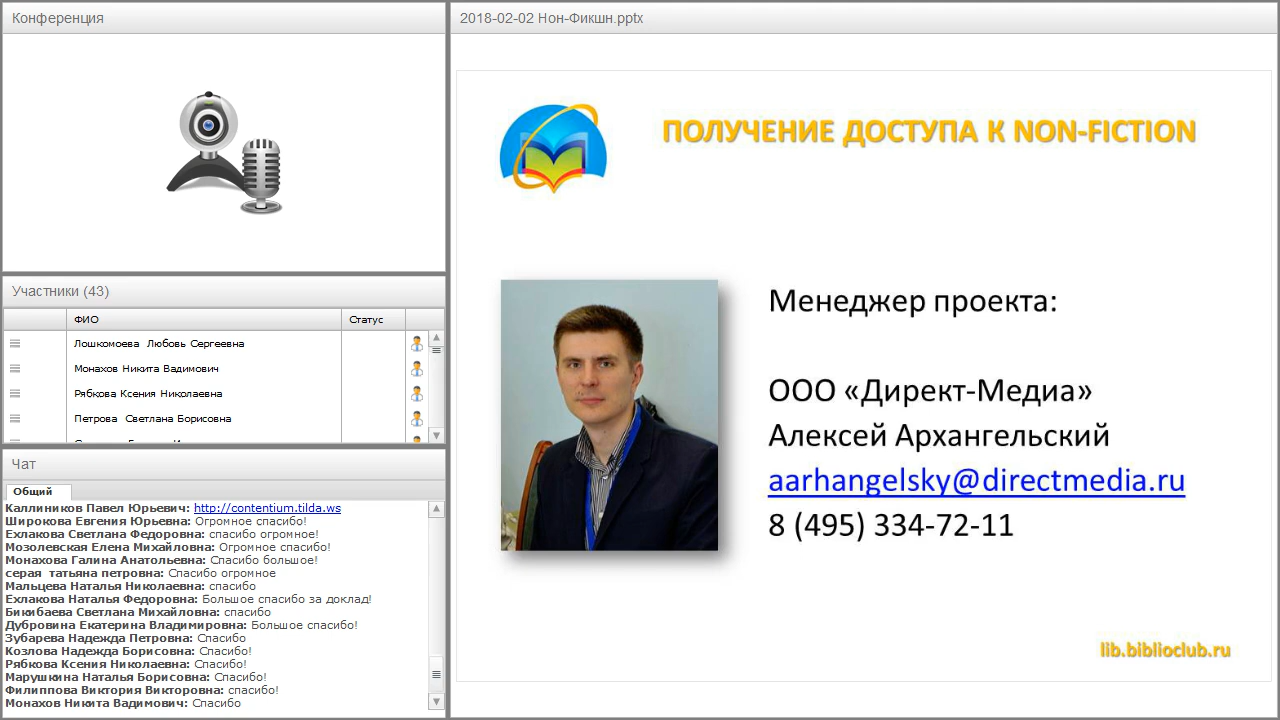 Конференция
2018-02-02 Нон-Фикшн.pptx
ПОЛУЧЕНИЕ ДОСТУПА К NON-FICTION
Менеджер проекта:
ООО «Директ-Медиа»
Алексей Архангельский
aarhangelsky@directmedia.ru
8 (495) 334-72-11
lib.biblioclub.ru
Участники (43)
ФИО Статус
Лошкомоева Любовь Сергеевна
Монахов Никита Вадимович
Рябкова Ксения Николаевна
Петрова Светлана Борисовна
Чат
Общий
Каллиников Павел Юрьевич: http://contentium.tilda.ws
Широкова Евгения Юрьевна: Огромное спасибо!
Ехлакова Светлана Федоровна: спасибо огромное!
Мозолевская Елена Михайловна: Огромное спасибо!
Монахова Галина Анатольевна: Спасибо большое!
серая татьяна петровна: Спасибо огромное
Мальцева Наталья Николаевна: спасибо
Ехлакова Наталья Федоровна: Большое спасибо за доклад!
Бикибаева Светлана Михайловна: спасибо
Дубровина Екатерина Владимировна: Большое спасибо!
Зубарева Надежда Петровна: Спасибо
Козлова Надежда Борисовна: Спасибо!
Рябкова Ксения Николаевна: Спасибо!
Марушкина Наталья Борисовна: Спасибо!
Филиппова Виктория Викторовна: спасибо!
Монахов Никита Вадимович: Спасибо